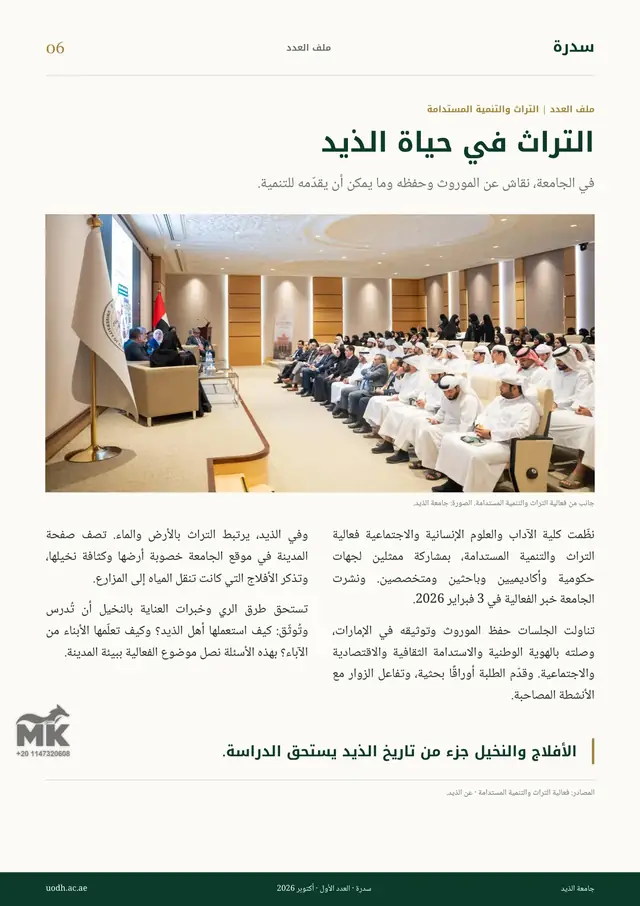 سدرة
ملف العدد
06
ملف العدد | التراث والتنمية المستدامة
التراث في حياة الذيد
في الجامعة، نقاش عن الموروث وحفظه وما يمكن أن يقدّمه للتنمية.
جانب من فعالية التراث والتنمية المستدامة. الصورة: جامعة الذيد.
نظّمت كلية الآداب والعلوم الإنسانية والاجتماعية فعالية
التراث والتنمية المستدامة، بمشاركة ممثلين لجهات
حكومية وأكاديميين وباحثين ومتخصصين. ونشرت
الجامعة خبر الفعالية في 3 فبراير 2026.
تناولت الجلسات حفظ الموروث وتوثيقه في الإمارات،
وصلته بالهوية الوطنية والاستدامة الثقافية والاقتصادية
والاجتماعية. وقدّم الطلبة أوراقًا بحثية، وتفاعل الزوار مع
الأنشطة المصاحبة.
وفي الذيد، يرتبط التراث بالأرض والماء. تصف صفحة
المدينة في موقع الجامعة خصوبة أرضها وكثافة نخيلها،
وتذكر الأفلاج التي كانت تنقل المياه إلى المزارع.
تستحق طرق الري وخبرات العناية بالنخيل أن تُدرس
وتُوثّق: كيف استعملها أهل الذيد؟ وكيف تعلّمها الأبناء من
الآباء؟ بهذه الأسئلة نصل موضوع الفعالية ببيئة المدينة.
MK
+20 1147320608
الأفلاج والنخيل جزء من تاريخ الذيد يستحق الدراسة.
المصادر: فعالية التراث والتنمية المستدامة · عن الذيد.
جامعة الذيد
سدرة · العدد الأول · أكتوبر 2026
uodh.ac.ae